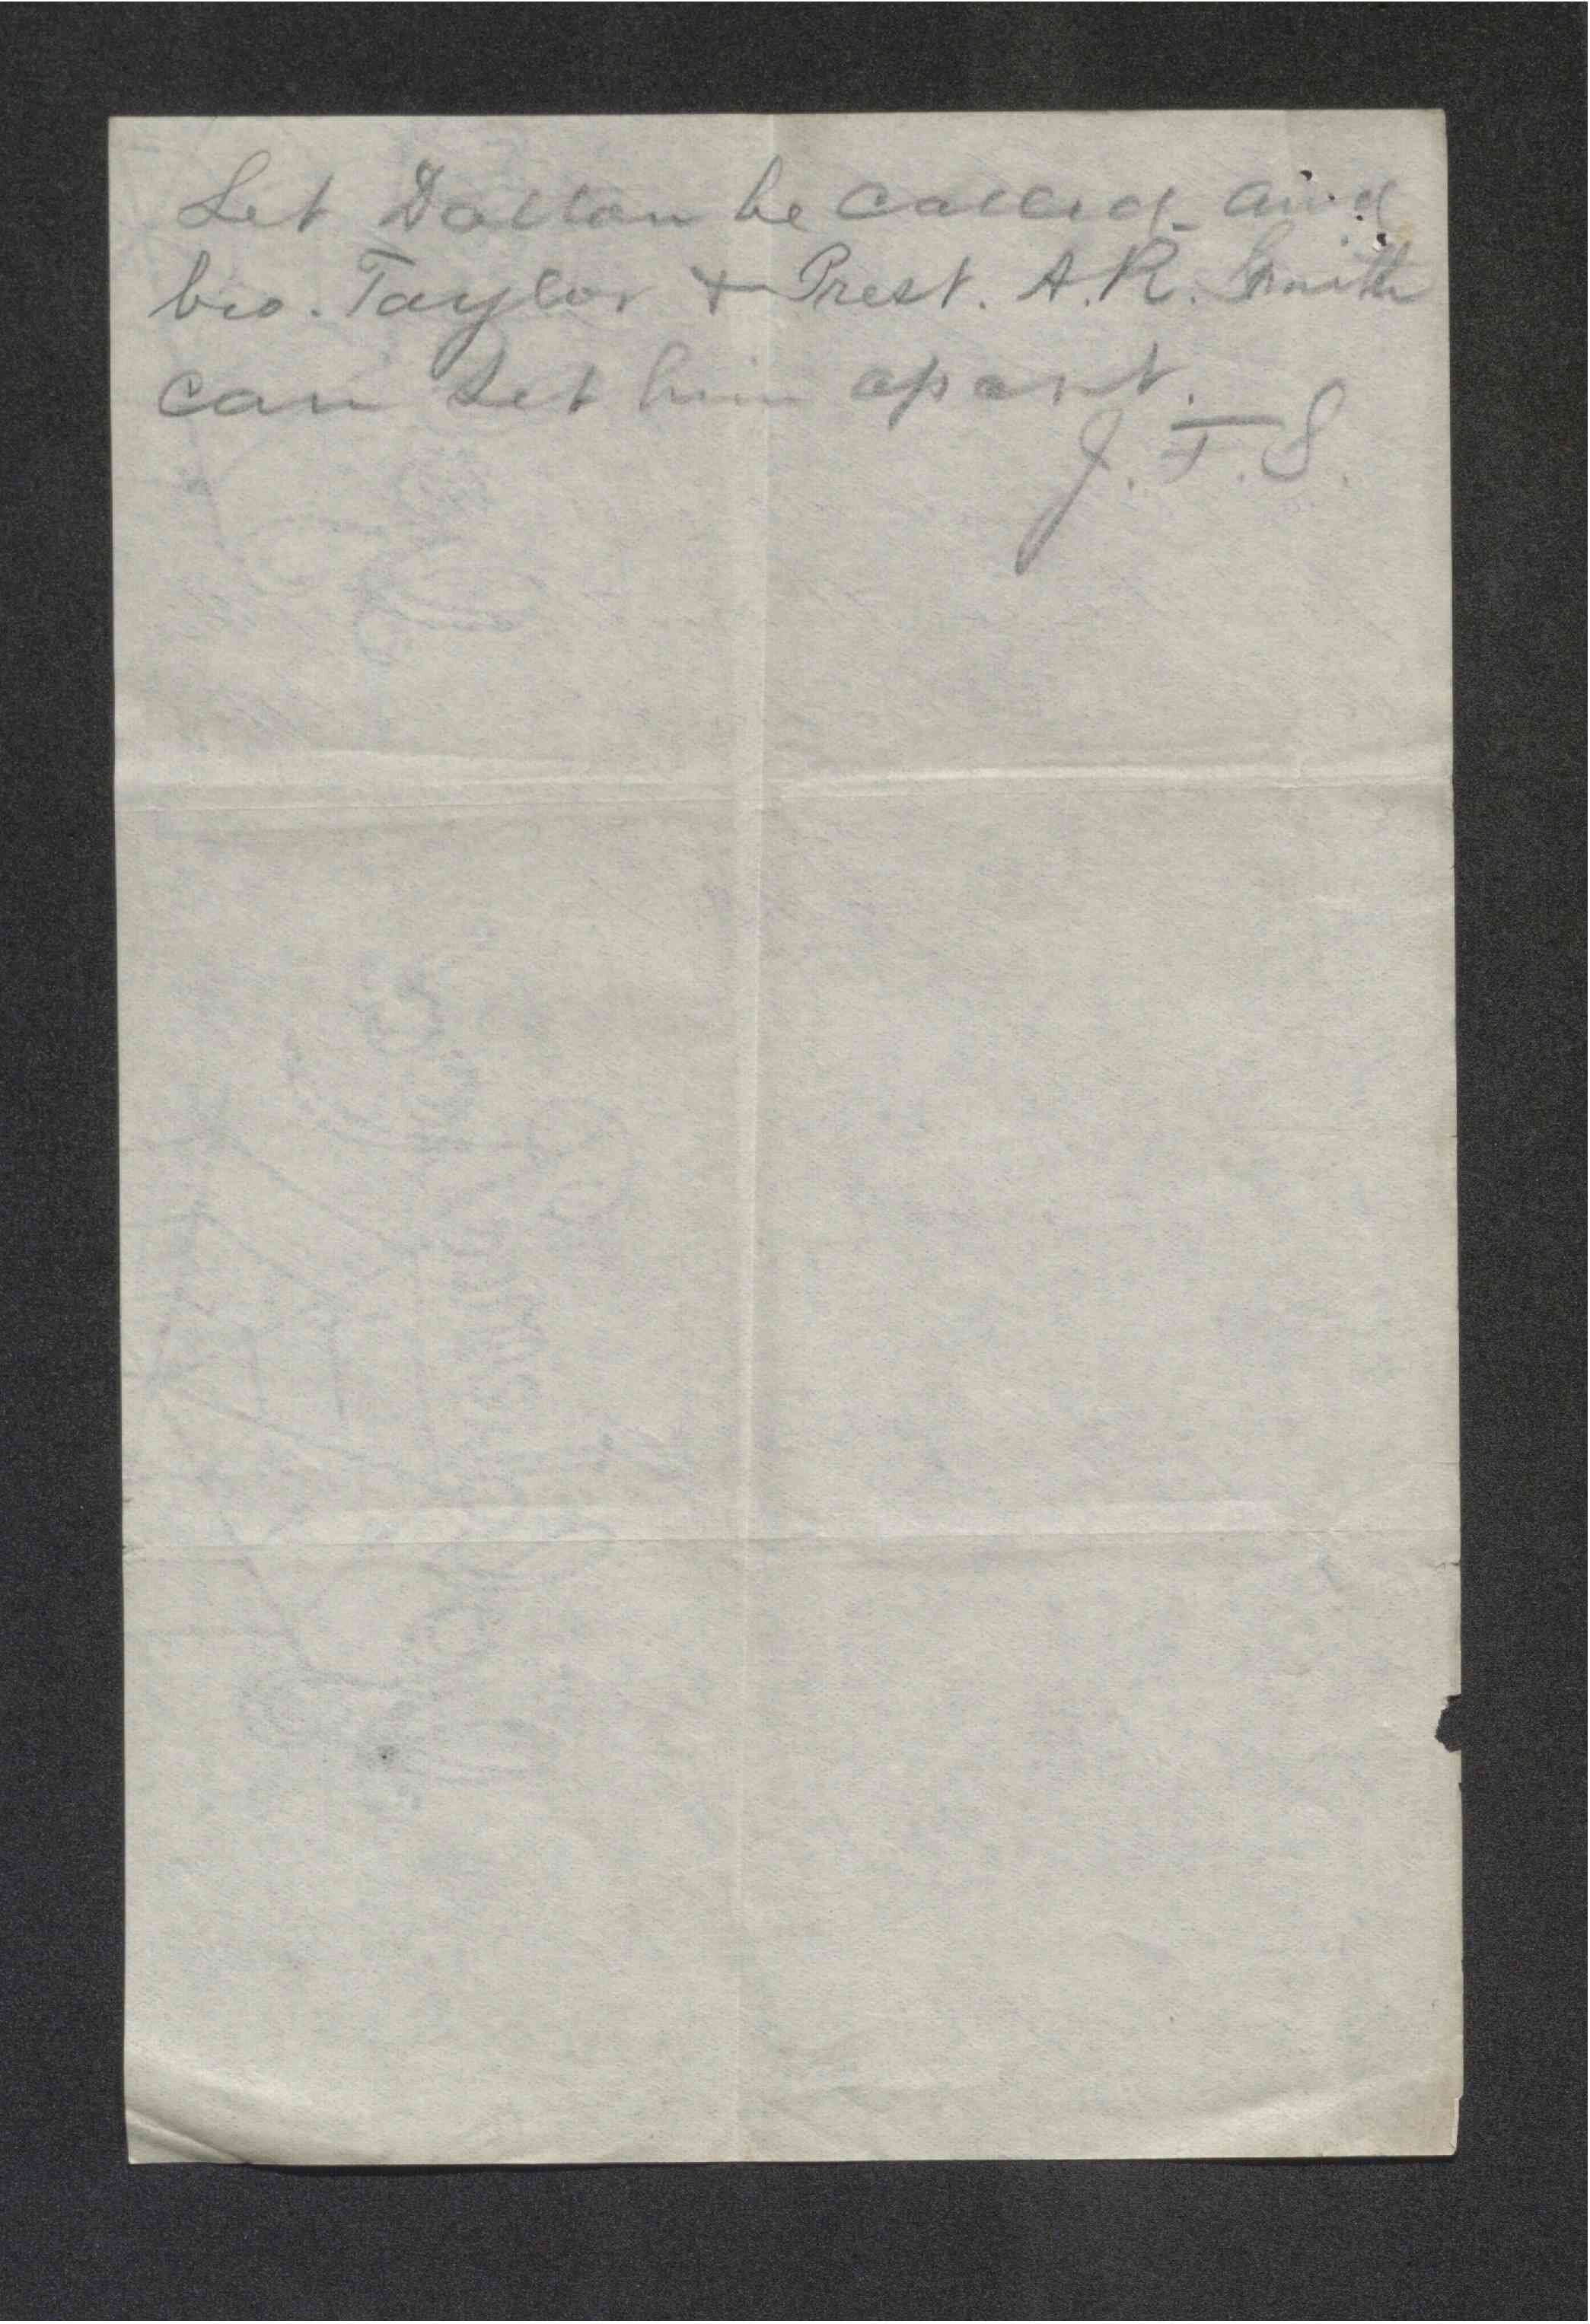 Let Dalton be called and
bro. Taylor + Prest. A.R. Smith
can set him apart.
J. F. S.